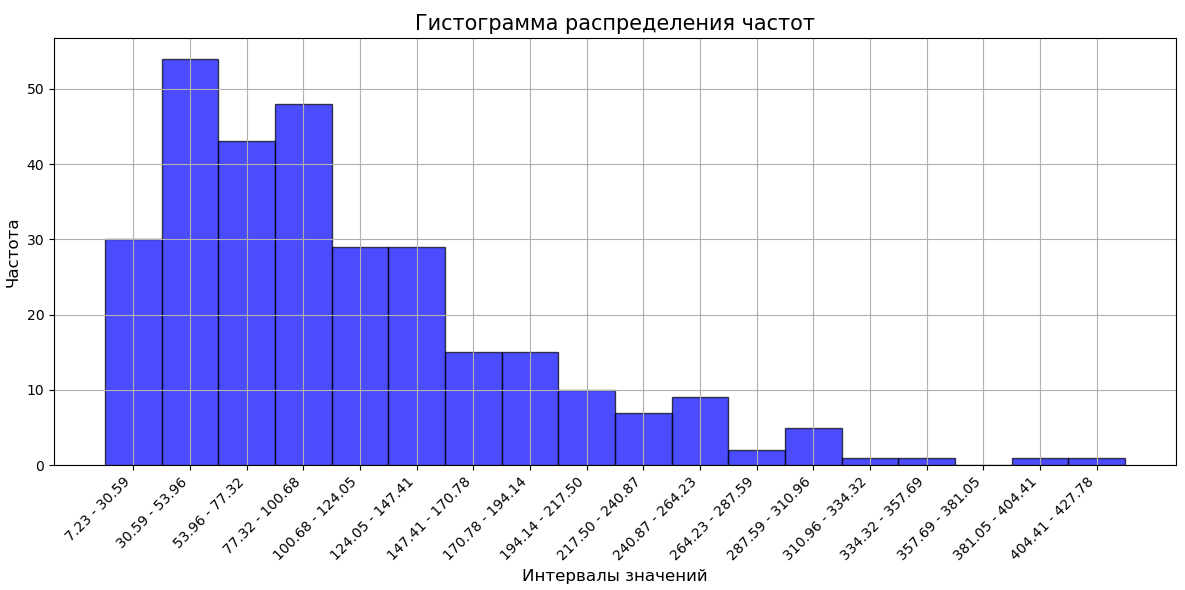 Гистограмма распределения частот
Частота
50
40
30
20
10
0
7.23 - 30.59
30.59 - 53.96
53.96 - 77.32
77.32 - 100.68
100.68 - 124.05
124.05 - 147.41
147.41 - 170.78
170.78 - 194.14
194.14 - 217.50
217.50 - 240.87
240.87 - 264.23
264.23 - 287.59
287.59 - 310.96
310.96 - 334.32
334.32 - 357.69
357.69 - 381.05
381.05 - 404.41
404.41 - 427.78
Интервалы значений